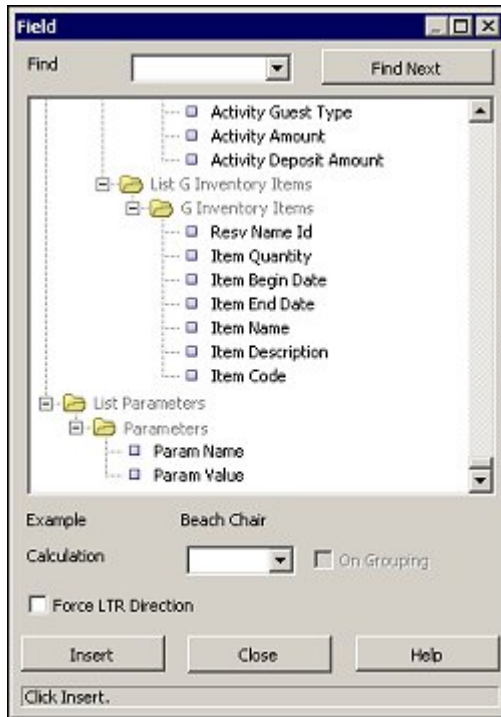 Field
Find
Find Next
Activity Guest Type
Activity Amount
Activity Deposit Amount
List G Inventory Items
G Inventory Items
Resv Name Id
Item Quantity
Item Begin Date
Item End Date
Item Name
Item Description
Item Code
List Parameters
Parameters
Param Name
Param Value
Example Beach Chair
Calculation On Grouping
Force LTR Direction
Insert Close Help
Click Insert.